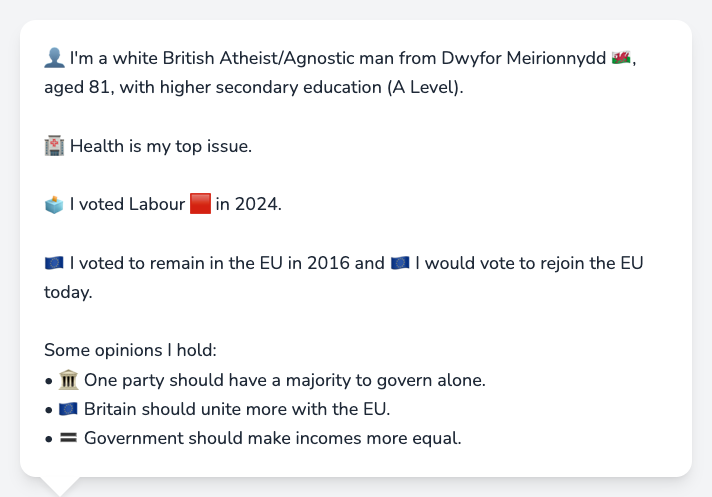 👤 I'm a white British Atheist/Agnostic man from Dwyfor Meirionnydd 🏴󠁧󠁢󠁷󠁬󠁳󠁿,
aged 81, with higher secondary education (A Level).
🏥 Health is my top issue.
🗳️ I voted Labour 🟥 in 2024.
🇪🇺 I voted to remain in the EU in 2016 and 🇪🇺 I would vote to rejoin the EU
today.
Some opinions I hold:
• 🏛️ One party should have a majority to govern alone.
• 🇪🇺 Britain should unite more with the EU.
• 🟰 Government should make incomes more equal.